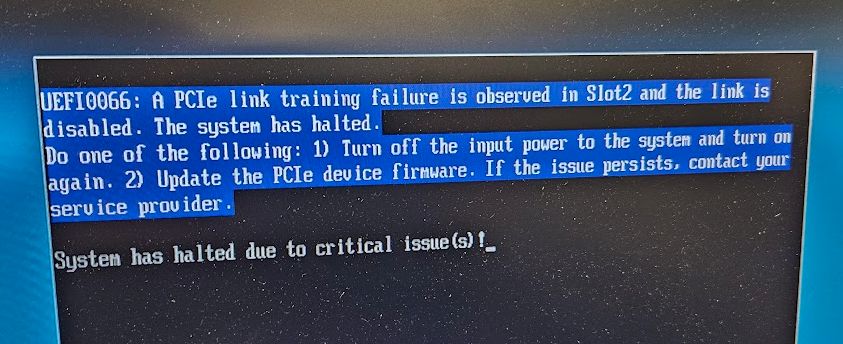 UEFI0066: A PCIe link training failure is observed in Slot2 and the link is
disabled. The system has halted.
Do one of the following: 1) Turn off the input power to the system and turn on
again. 2) Update the PCIe device firmware. If the issue persists, contact your
service provider.
System has halted due to critical issue(s)!_